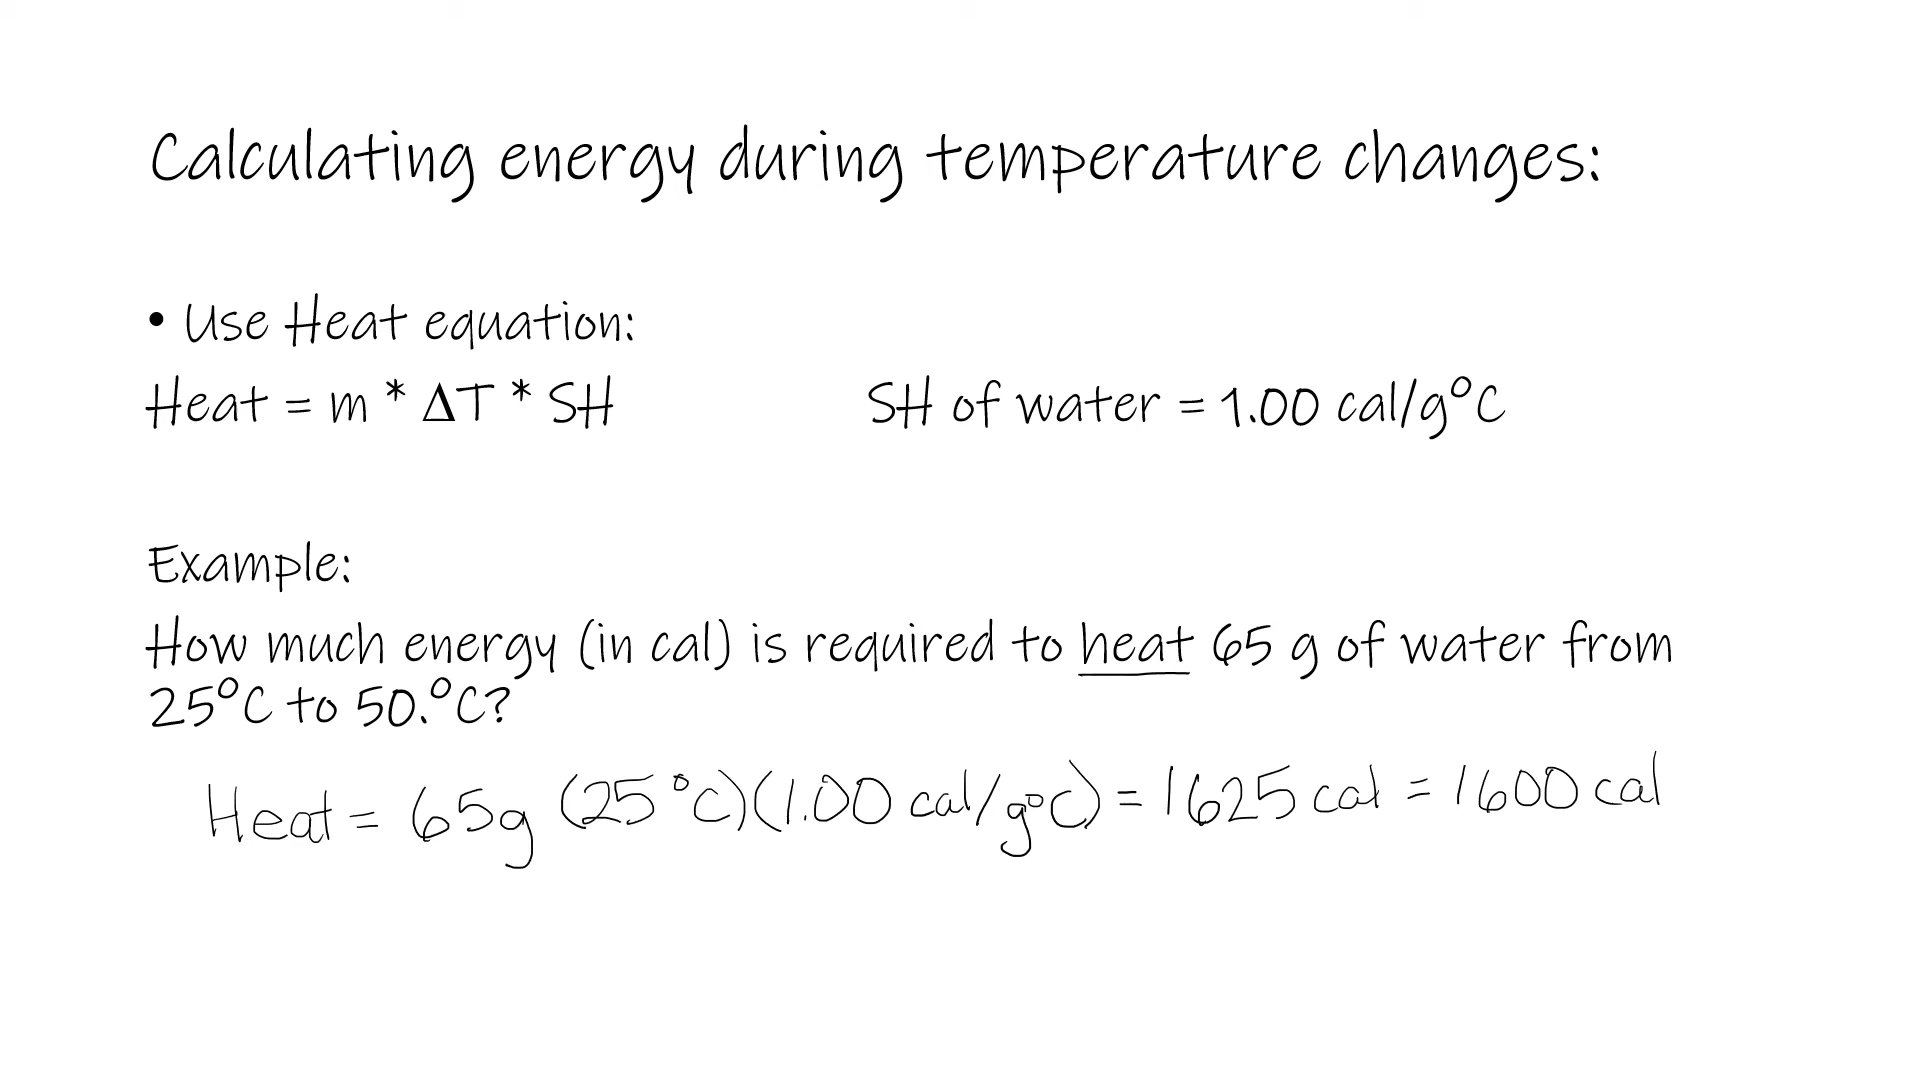 Calculating energy during temperature changes:
• Use Heat equation:
Heat = m * ΔT * SH SH of water = 1.00 cal/g°C
Example:
How much energy (in cal) is required to heat 65 g of water from
25°C to 50.°C?
Heat = 65g (25 °C)(1.00 cal/g°C) = 1625 cal = 1600 cal